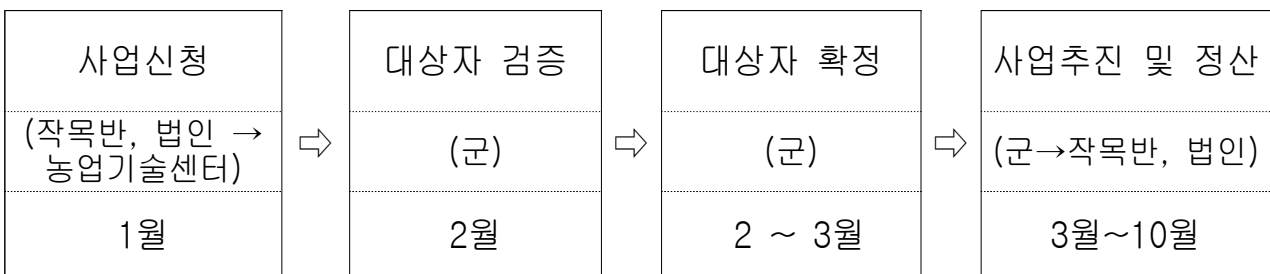 사업신청
(작목반, 법인 →
농업기술센터)
1월
⇨
대상자 검증
(군)
2월
⇨
대상자 확정
(군)
2 ~ 3월
⇨
사업추진 및 정산
(군→작목반, 법인)
3월~10월